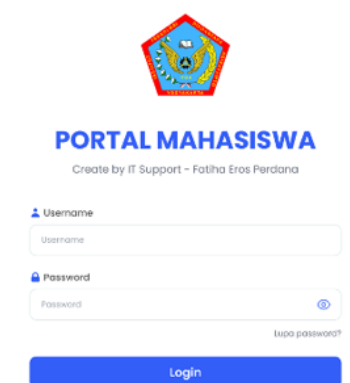 PORTAL MAHASISWA
Create by IT Support - Fatiha Eros Perdana
Username
Username
Password
Password
Lupa password?
Login